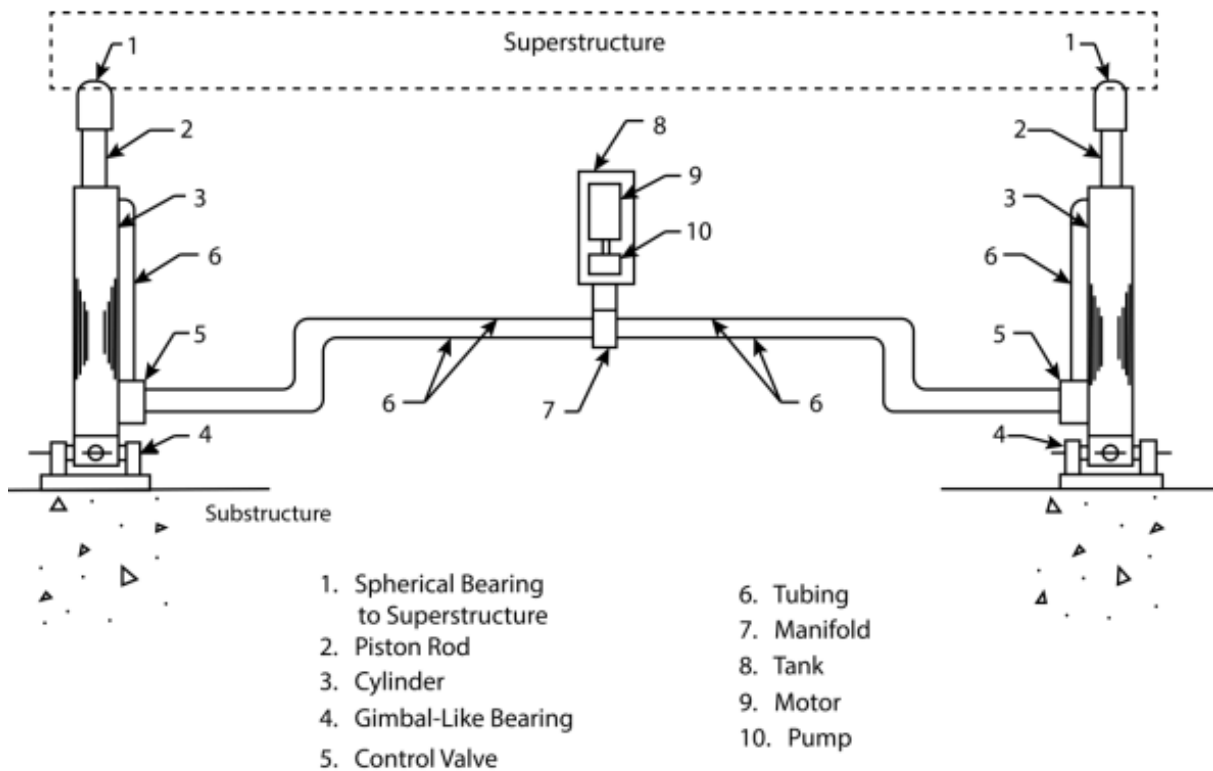 Superstructure
1
1
2
2
8
3
9
3
10
6
6
5
5
6
7
6
4
4
Substructure
1. Spherical Bearing
to Superstructure
2. Piston Rod
3. Cylinder
4. Gimbal-Like Bearing
5. Control Valve
6. Tubing
7. Manifold
8. Tank
9. Motor
10. Pump